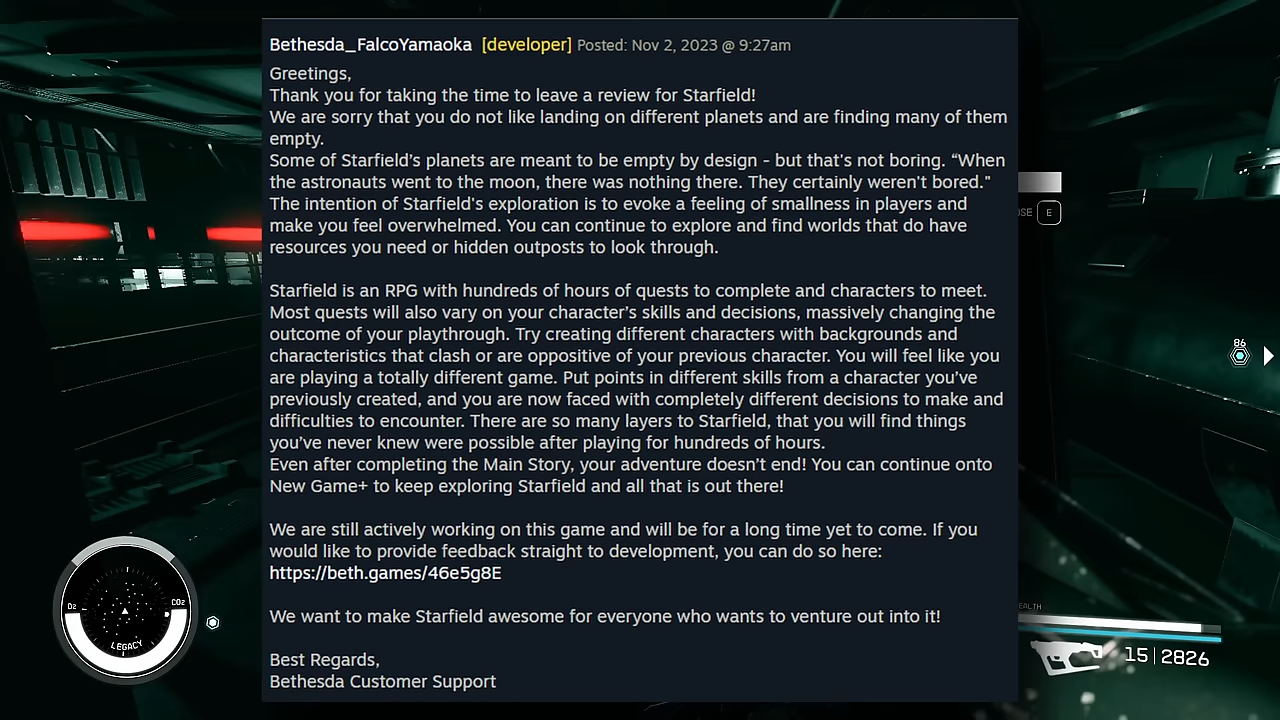 Bethesda_FalcoYamaoka [developer] Posted: Nov 2, 2023 @ 9:27am
Greetings,
Thank you for taking the time to leave a review for Starfield!
We are sorry that you do not like landing on different planets and are finding many of them
empty.
Some of Starfield's planets are meant to be empty by design - but that's not boring. “When
the astronauts went to the moon, there was nothing there. They certainly weren't bored."
The intention of Starfield's exploration is to evoke a feeling of smallness in players and
make you feel overwhelmed. You can continue to explore and find worlds that do have
resources you need or hidden outposts to look through.
Starfield is an RPG with hundreds of hours of quests to complete and characters to meet.
Most quests will also vary on your character’s skills and decisions, massively changing the
outcome of your playthrough. Try creating different characters with backgrounds and
characteristics that clash or are oppositive of your previous character. You will feel like you
are playing a totally different game. Put points in different skills from a character you’ve
previously created, and you are now faced with completely different decisions to make and
difficulties to encounter. There are so many layers to Starfield, that you will find things
you’ve never knew were possible after playing for hundreds of hours.
Even after completing the Main Story, your adventure doesn’t end! You can continue onto
New Game+ to keep exploring Starfield and all that is out there!
We are still actively working on this game and will be for a long time yet to come. If you
would like to provide feedback straight to development, you can do so here:
https://beth.games/46e5g8E
We want to make Starfield awesome for everyone who wants to venture out into it!
Best Regards,
Bethesda Customer Support
E
86
O2 CO2
LEGACY
15 | 2826